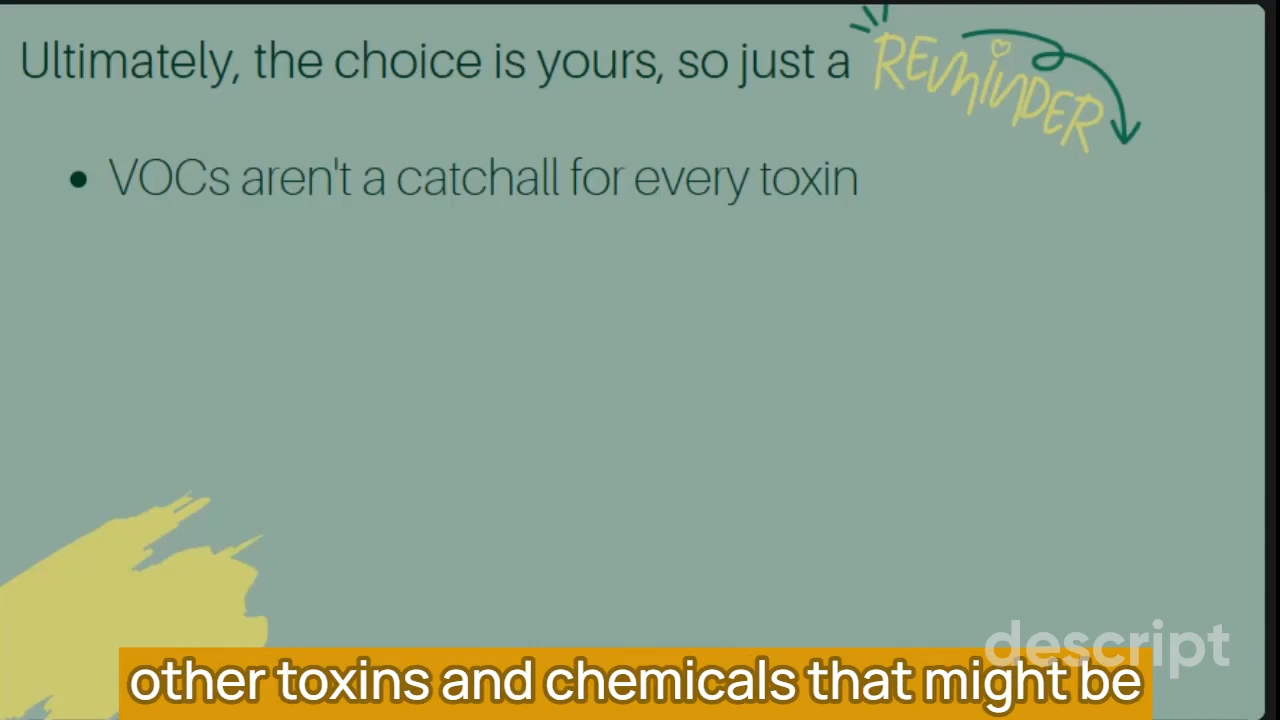 Ultimately, the choice is yours, so just a REMINDER
• VOCs aren't a catchall for every toxin
descript
other toxins and chemicals that might be